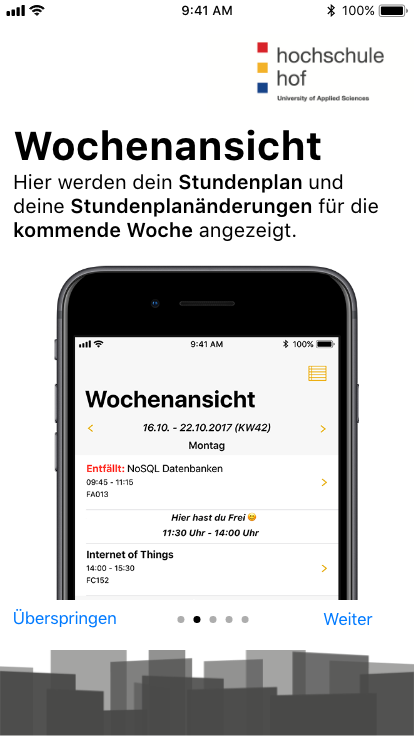 9:41 AM 100%
hochschule
hof
University of Applied Sciences
Wochenansicht
Hier werden dein Stundenplan und
deine Stundenplanänderungen für die
kommende Woche angezeigt.
9:41 AM 100%
Wochenansicht
< 16.10. - 22.10.2017 (KW42) >
Montag
Entfällt: NoSQL Datenbanken
09:45 - 11:15
FA013
Hier hast du Frei 😊
11:30 Uhr - 14:00 Uhr
Internet of Things
14:00 - 15:30
FC152
Überspringen Weiter